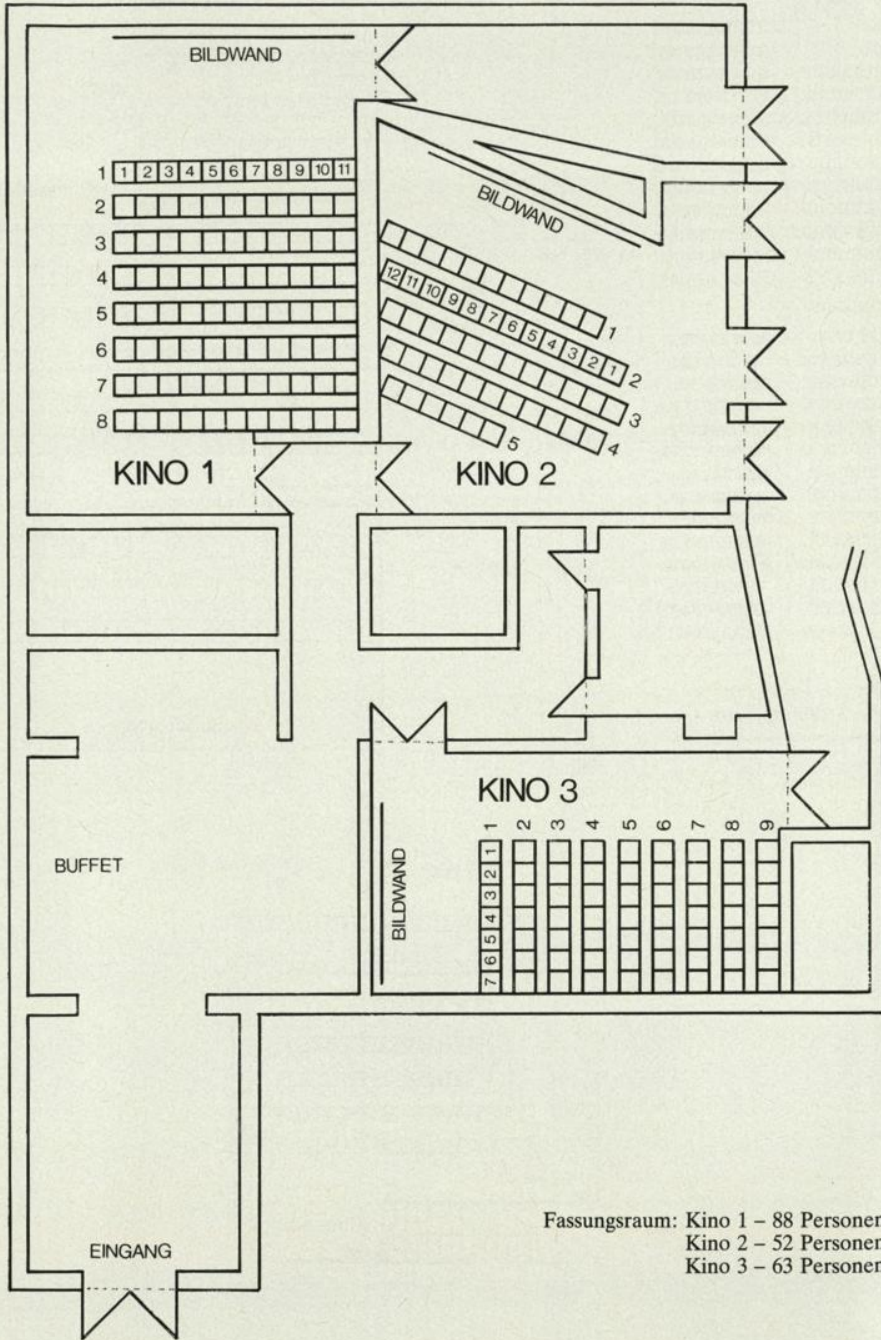 BILDWAND
1 1 2 3 4 5 6 7 8 9 10 11
2
3
4
5
6
7
8
KINO 1
BILDWAND
1
12 11 10 9 8 7 6 5 4 3 2 1 2
3
4
5
KINO 2
KINO 3
1 2 3 4 5 6 7 8 9
1
2
3
4
5
6
7
BILDWAND
BUFFET
EINGANG
Fassungsraum: Kino 1 – 88 Personen
Kino 2 – 52 Personen
Kino 3 – 63 Personen